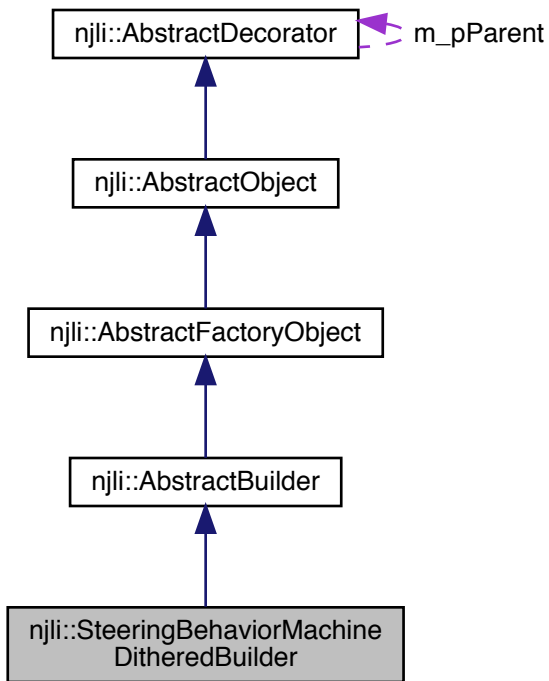 njli::AbstractDecorator
m_pParent
njli::AbstractObject
njli::AbstractFactoryObject
njli::AbstractBuilder
njli::SteeringBehaviorMachine
DitheredBuilder